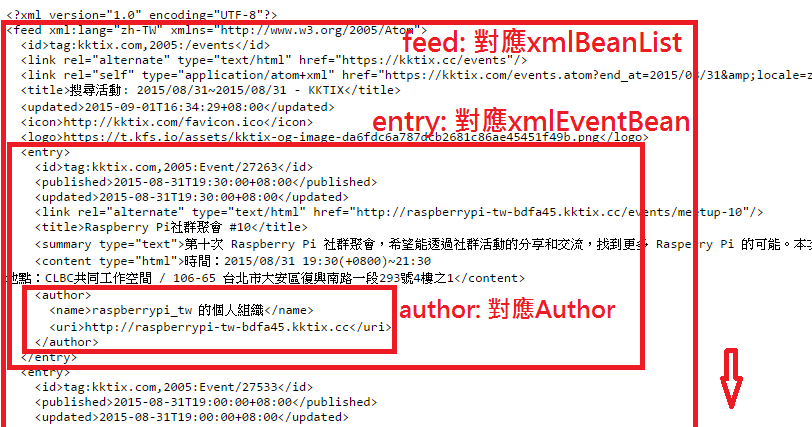 <?xml version="1.0" encoding="UTF-8"?>
<feed xml:lang="zh-TW" xmlns="http://www.w3.org/2005/Atom">
feed: 對應xmlBeanList
<id>tag:kktix.com,2005:/events</id>
<link rel="alternate" type="text/html" href="https://kktix.cc/events"/>
<link rel="self" type="application/atom+xml" href="https://kktix.com/events.atom?end_at=2015/08/31&amp;locale=z
<title>搜尋活動: 2015/08/31~2015/08/31 - KKTIX</title>
<updated>2015-09-01T16:34:29+08:00</updated>
<icon>http://kktix.com/favicon.ico</icon>
entry: 對應xmlEventBean
<logo>https://t.kfs.io/assets/kktix-og-image-da6fdc6a787dcb2681c86ae45451f49b.png</logo>
<entry>
<id>tag:kktix.com,2005:Event/27263</id>
<published>2015-08-31T19:30:00+08:00</published>
<updated>2015-08-31T19:30:00+08:00</updated>
<link rel="alternate" type="text/html" href="http://raspberrypi-tw-bdfa45.kktix.cc/events/meetup-10"/>
<title>Raspberry Pi社群聚會 #10</title>
<summary type="text">第十次 Raspberry Pi 社群聚會，希望能透過社群活動的分享和交流，找到更多 Raspberry Pi 的可能。本次
<content type="html">時間：2015/08/31 19:30(+0800)~21:30
地點：CLBC共同工作空間 / 106-65 台北市大安區復興南路一段293號4樓之1</content>
<author>
<name>raspberrypi_tw 的個人組織</name>
author: 對應Author
<uri>http://raspberrypi-tw-bdfa45.kktix.cc</uri>
</author>
</entry>
<entry>
<id>tag:kktix.com,2005:Event/27533</id>
<published>2015-08-31T19:00:00+08:00</published>
<updated>2015-08-31T19:00:00+08:00</updated>